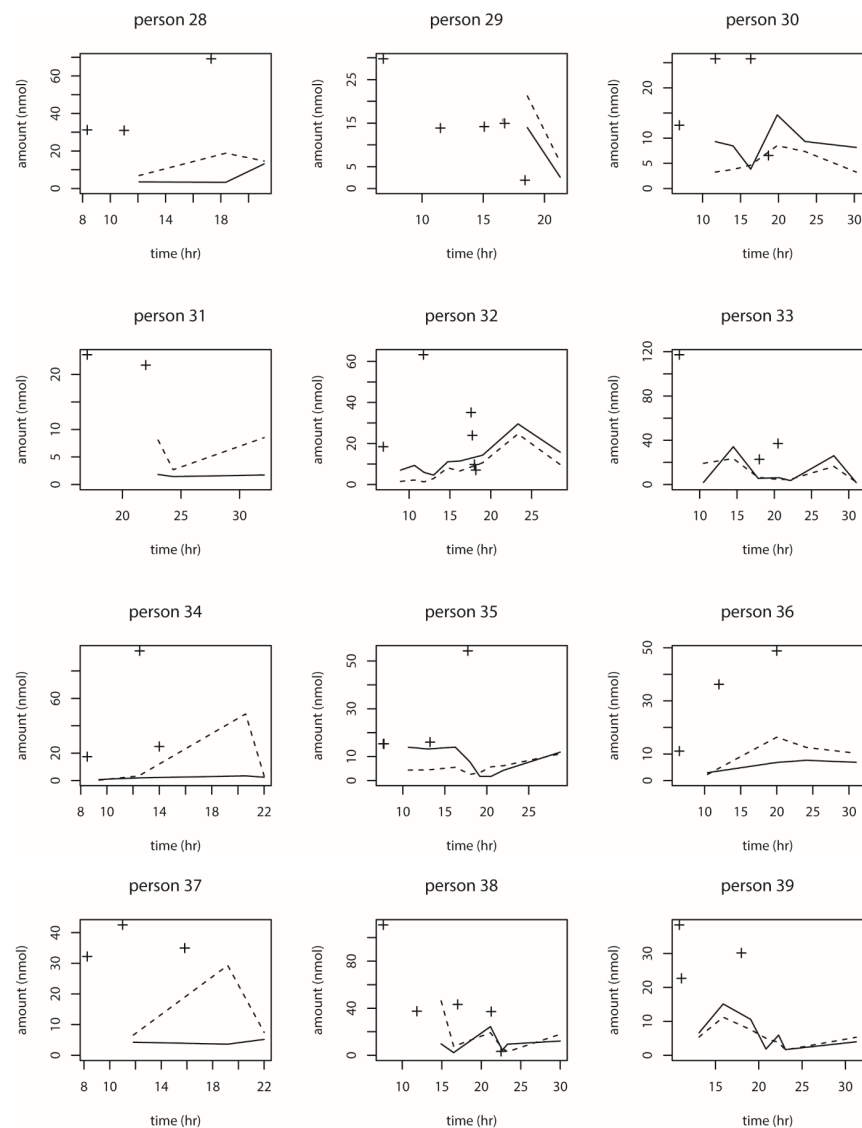 person 28
person 29
person 30
amount (nmol)
60
40
20
0
8
10
14
18
time (hr)
amount (nmol)
30
15
5
0
10
15
20
time (hr)
amount (nmol)
20
10
5
0
10
15
20
25
30
time (hr)
person 31
person 32
person 33
amount (nmol)
20
10
5
0
20
25
30
time (hr)
amount (nmol)
60
40
20
0
10
15
20
25
time (hr)
amount (nmol)
120
80
40
0
10
15
20
25
30
time (hr)
person 34
person 35
person 36
amount (nmol)
60
20
0
8
10
14
18
22
time (hr)
amount (nmol)
50
30
10
0
10
15
20
25
time (hr)
amount (nmol)
50
30
10
0
10
15
20
25
30
time (hr)
person 37
person 38
person 39
amount (nmol)
40
30
20
10
0
8
10
14
18
22
time (hr)
amount (nmol)
80
40
0
10
15
20
25
30
time (hr)
amount (nmol)
30
20
10
0
15
20
25
30
time (hr)